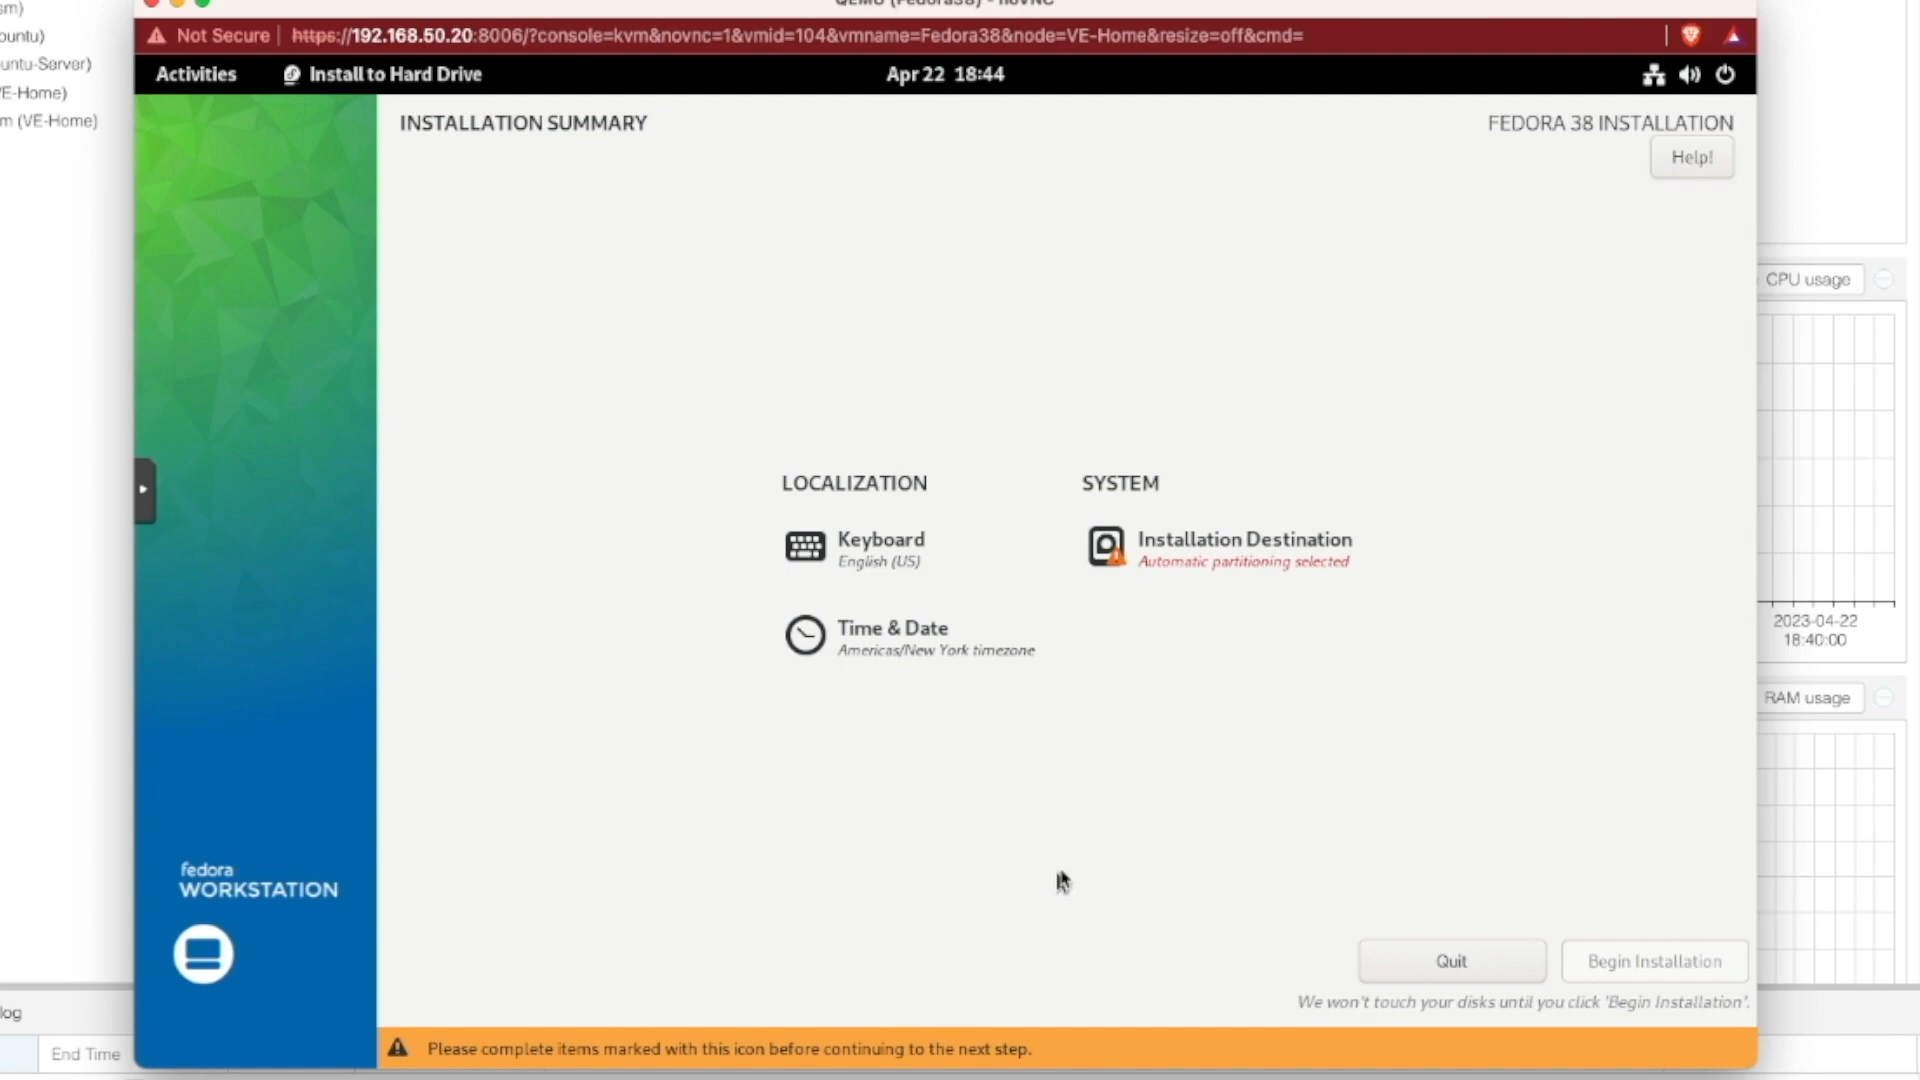 QEMU (Fedora38) - noVNC
Not Secure | https://192.168.50.20:8006/?console=kvm&novnc=1&vmid=104&vmname=Fedora38&node=VE-Home&resize=off&cmd=
Activities
Install to Hard Drive
Apr 22 18:44
sm)
ountu)
untu-Server)
/E-Home)
m (VE-Home)
INSTALLATION SUMMARY
FEDORA 38 INSTALLATION
Help!
LOCALIZATION
SYSTEM
Keyboard
English (US)
Installation Destination
Automatic partitioning selected
Time & Date
Americas/New York timezone
fedora
WORKSTATION
Quit
Begin Installation
We won't touch your disks until you click 'Begin Installation'.
Please complete items marked with this icon before continuing to the next step.
CPU usage
2023-04-22
18:40:00
RAM usage
log
End Time